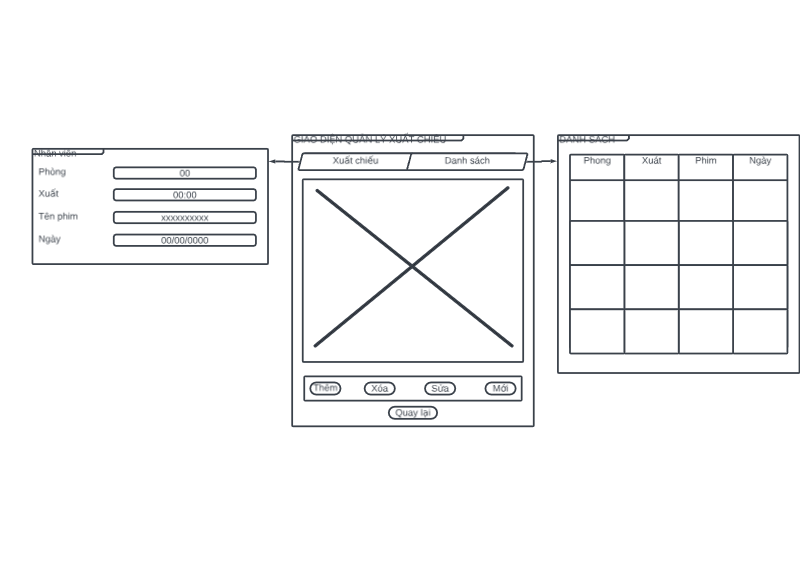 Nhân viên
Phòng
00
Xuất
00:00
Tên phim
xxxxxxxxxx
Ngày
00/00/0000
GIAO DIỆN QUẢN LÝ XUẤT CHIẾU
Xuất chiếu
Danh sách
Thêm
Xóa
Sửa
Mới
Quay lại
DANH SÁCH
Phong
Xuát
Phim
Ngày